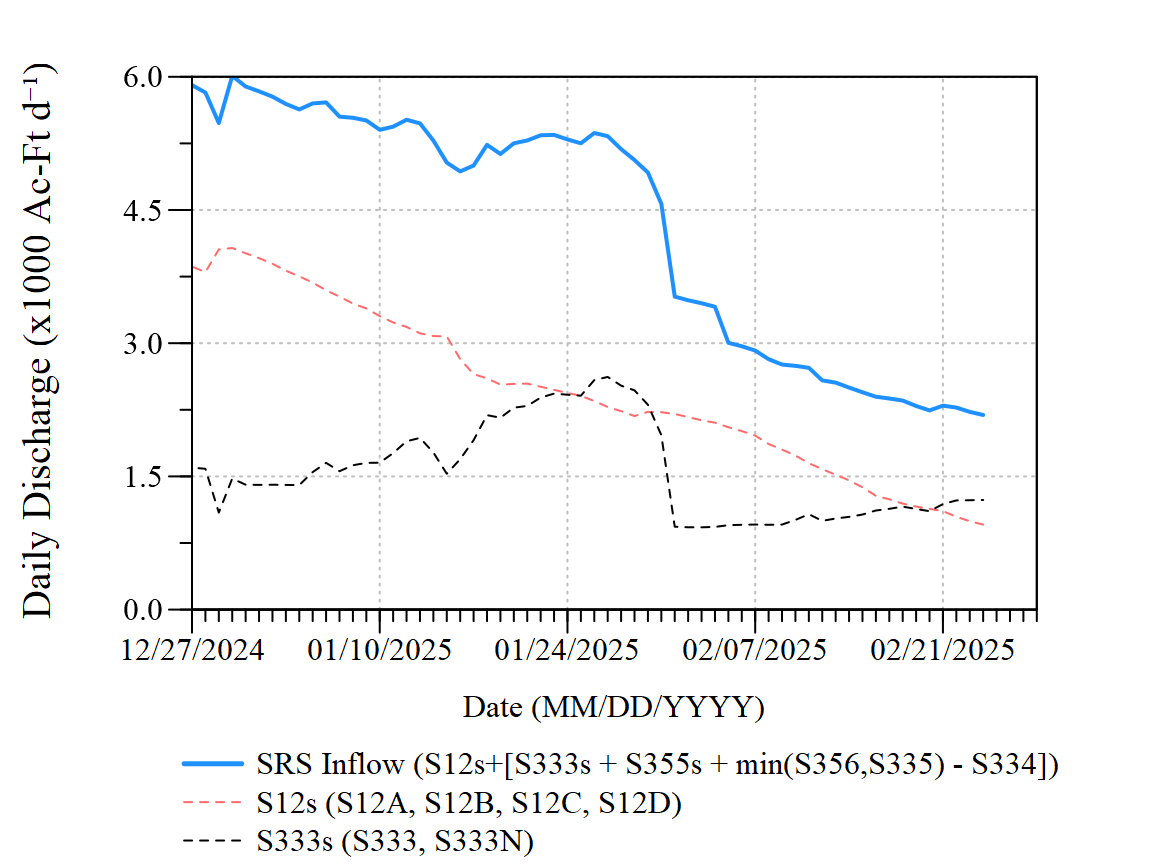 Daily Discharge (x1000 Ac-Ft d⁻¹)
6.0
4.5
3.0
1.5
0.0
12/27/2024 01/10/2025 01/24/2025 02/07/2025 02/21/2025
Date (MM/DD/YYYY)
SRS Inflow (S12s+[S333s + S355s + min(S356,S335) - S334])
S12s (S12A, S12B, S12C, S12D)
S333s (S333, S333N)